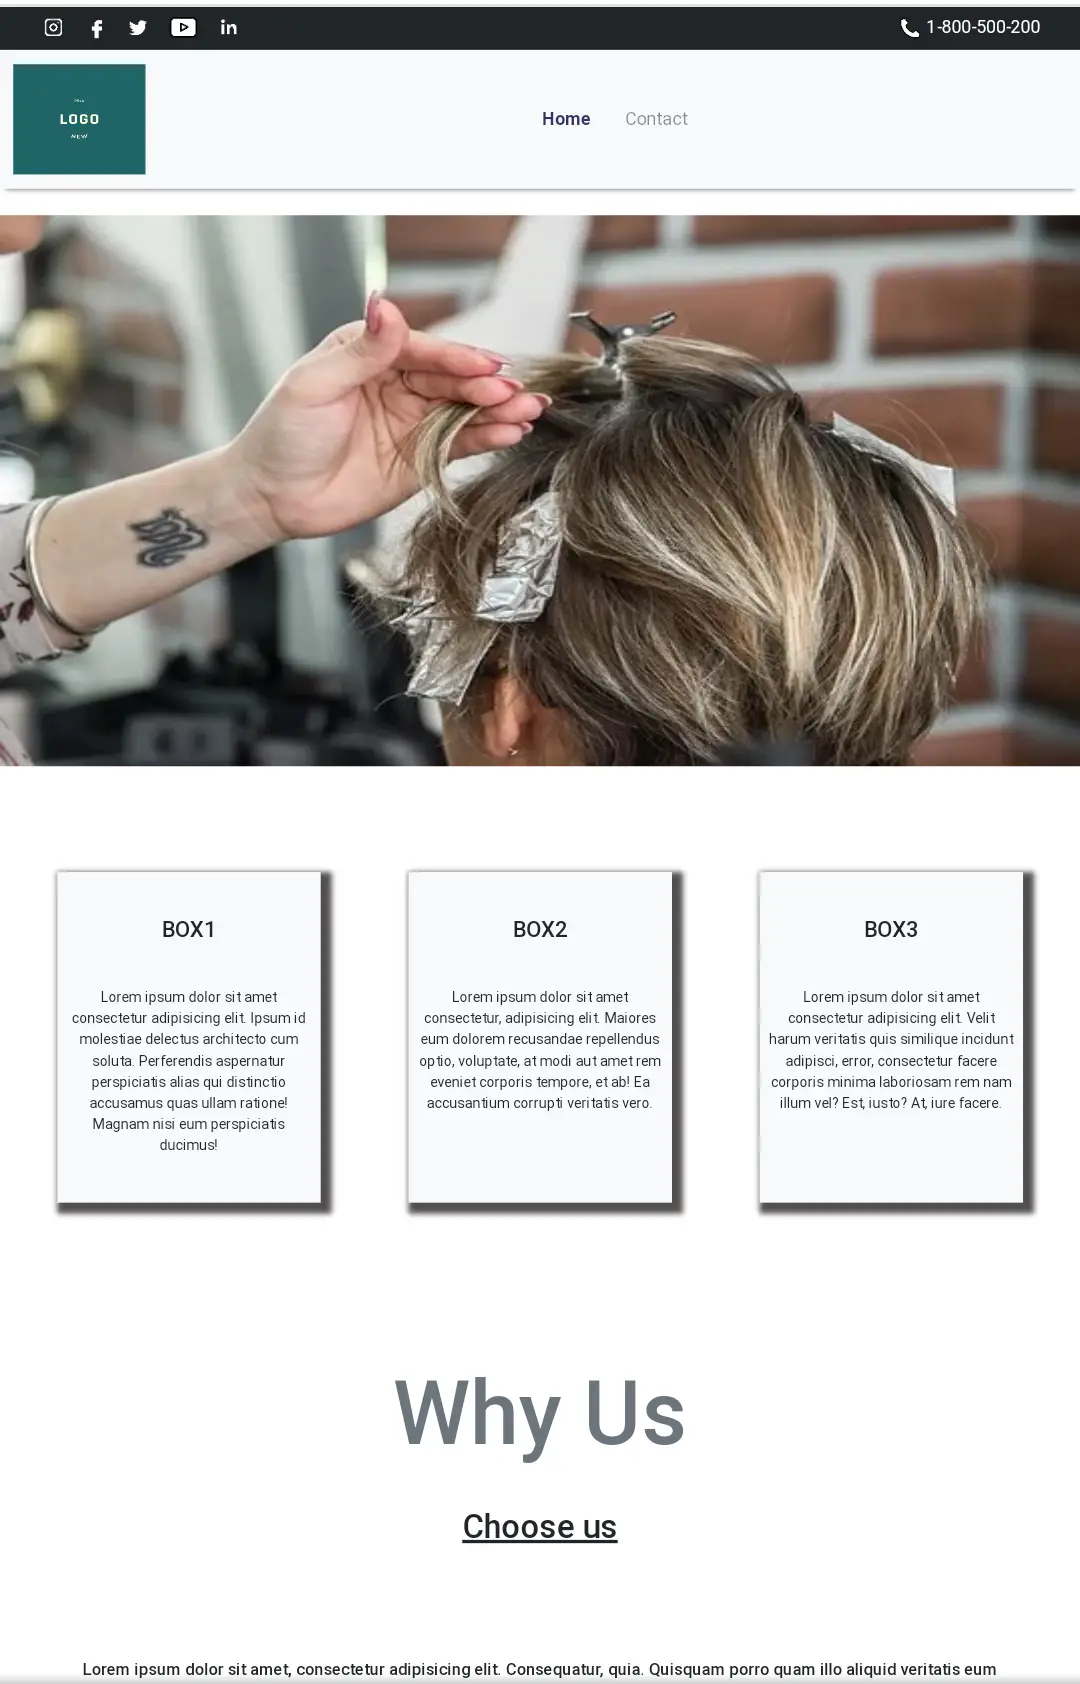 1-800-500-200
LOGO
NEW
Home Contact
BOX1
Lorem ipsum dolor sit amet
consectetur adipisicing elit. Ipsum id
molestiae delectus architecto cum
soluta. Perferendis aspernatur
perspiciatis alias qui distinctio
accusamus quas ullam ratione!
Magnam nisi eum perspiciatis
ducimus!
BOX2
Lorem ipsum dolor sit amet
consectetur, adipisicing elit. Maiores
eum dolorem recusandae repellendus
optio, voluptate, at modi aut amet rem
eveniet corporis tempore, et ab! Ea
accusantium corrupti veritatis vero.
BOX3
Lorem ipsum dolor sit amet
consectetur adipisicing elit. Velit
harum veritatis quis similique incidunt
adipisci, error, consectetur facere
corporis minima laboriosam rem nam
illum vel? Est, iusto? At, iure facere.
Why Us
Choose us
Lorem ipsum dolor sit amet, consectetur adipisicing elit. Consequatur, quia. Quisquam porro quam illo aliquid veritatis eum